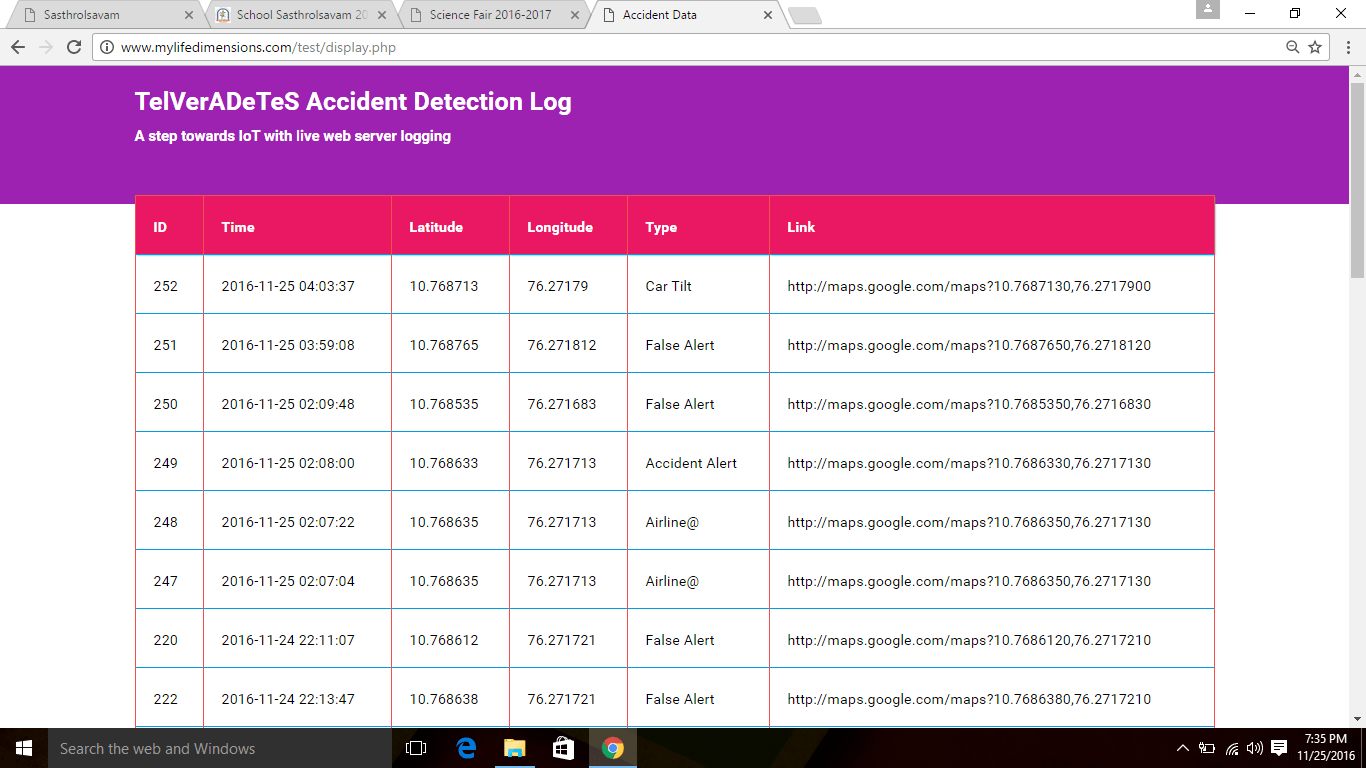 Sasthrolsavam
School Sasthrolsavam 20
Science Fair 2016-2017
Accident Data
www.mylifedimensions.com/test/display.php
TelVerADeTeS Accident Detection Log
A step towards IoT with live web server logging
ID Time Latitude Longitude Type Link
252 2016-11-25 04:03:37 10.768713 76.27179 Car Tilt http://maps.google.com/maps?10.7687130,76.2717900
251 2016-11-25 03:59:08 10.768765 76.271812 False Alert http://maps.google.com/maps?10.7687650,76.2718120
250 2016-11-25 02:09:48 10.768535 76.271683 False Alert http://maps.google.com/maps?10.7685350,76.2716830
249 2016-11-25 02:08:00 10.768633 76.271713 Accident Alert http://maps.google.com/maps?10.7686330,76.2717130
248 2016-11-25 02:07:22 10.768635 76.271713 Airline@ http://maps.google.com/maps?10.7686350,76.2717130
247 2016-11-25 02:07:04 10.768635 76.271713 Airline@ http://maps.google.com/maps?10.7686350,76.2717130
220 2016-11-24 22:11:07 10.768612 76.271721 False Alert http://maps.google.com/maps?10.7686120,76.2717210
222 2016-11-24 22:13:47 10.768638 76.271721 False Alert http://maps.google.com/maps?10.7686380,76.2717210
Search the web and Windows
7:35 PM
11/25/2016